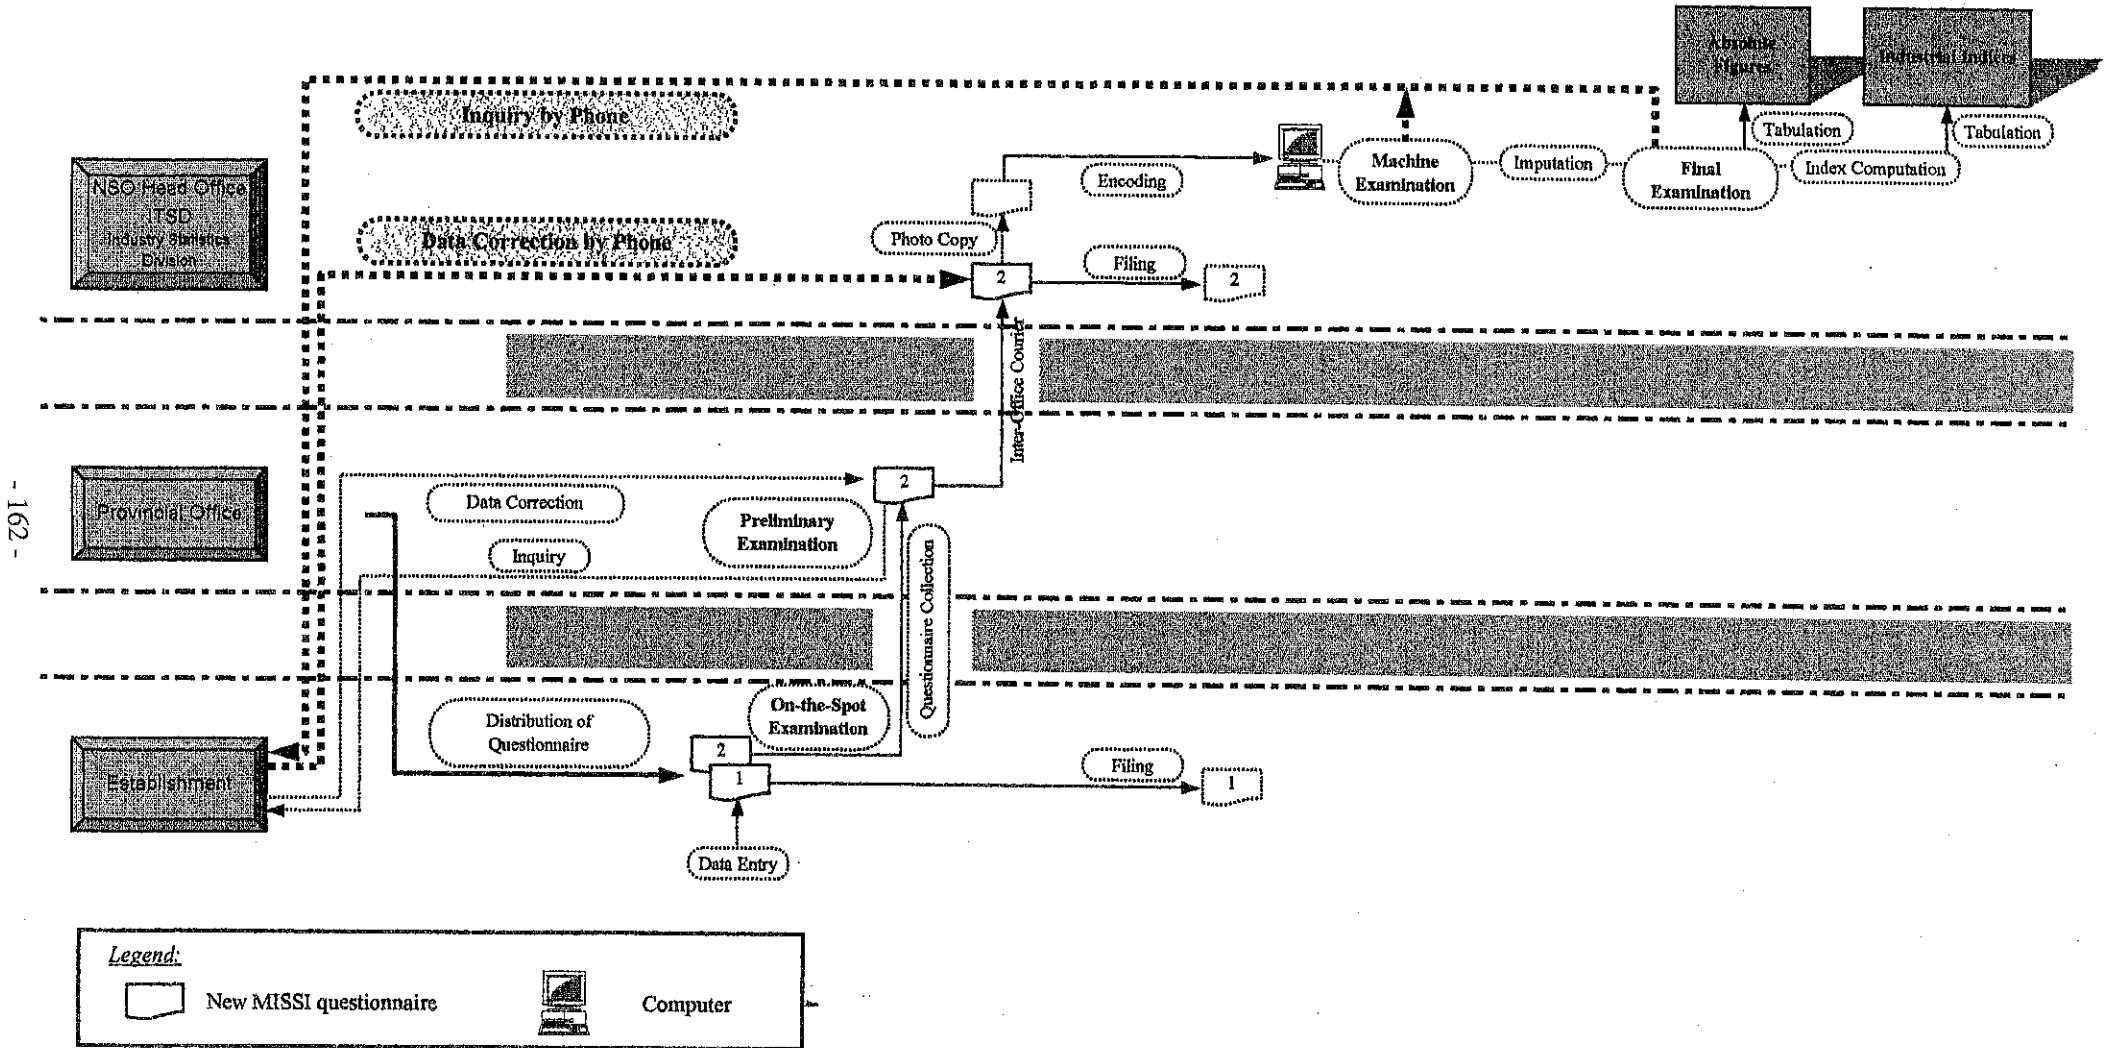 Absolute
Figures
Industrial Indices
Inquiry by Phone
Tabulation
Tabulation
NSO Head Office
ITSD
Industry Statistics
Division
Encoding
Machine
Examination
Imputation
Final
Examination
Index Computation
Data Correction by Phone
Photo Copy
Filing
2
2
Inter-Office Courier
Provincial Office
Data Correction
2
Preliminary
Examination
Inquiry
Questionnaire Collection
- 162 -
On-the-Spot
Examination
Distribution of
Questionnaire
2
1
Filing
1
Establishment
Data Entry
Legend:
New MISSI questionnaire
Computer